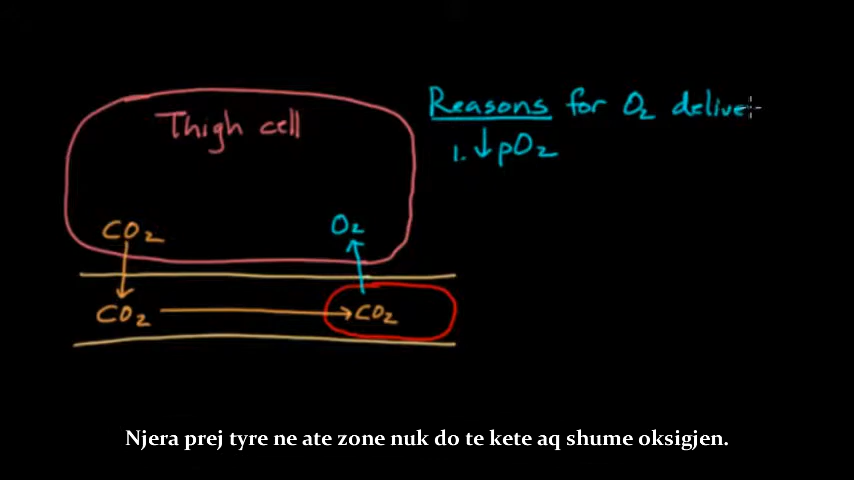 Reasons for O₂ delive
1. ↓pO₂
Thigh cell
CO₂
O₂
CO₂
CO₂
Njera prej tyre ne ate zone nuk do te kete aq shume oksigjen.